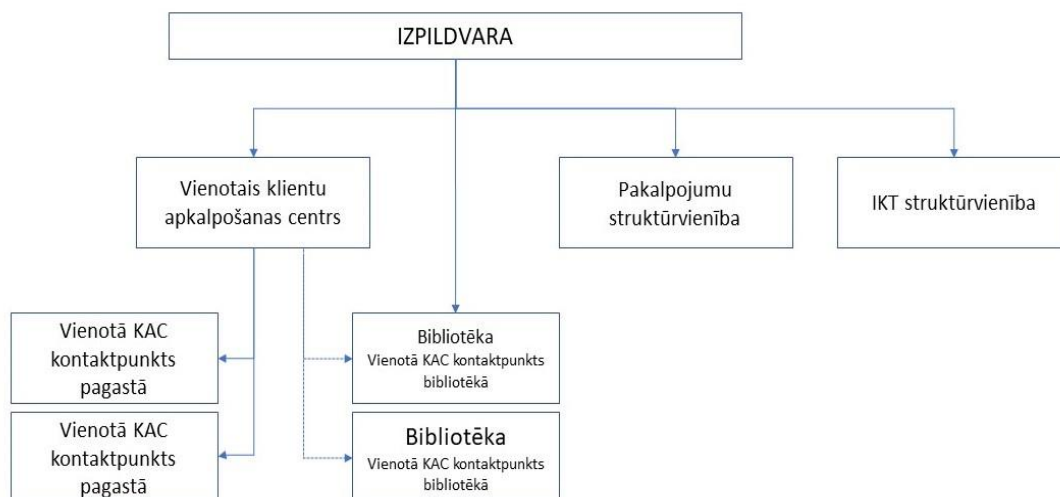 IZPILDVARA
Vienotais klientu
apkalpošanas centrs
Pakalpojumu
struktūrvienība
IKT struktūrvienība
Vienotā KAC
kontaktpunkts
pagastā
Bibliotēka
Vienotā KAC kontaktpunkts
bibliotēkā
Vienotā KAC
kontaktpunkts
pagastā
Bibliotēka
Vienotā KAC kontaktpunkts
bibliotēkā